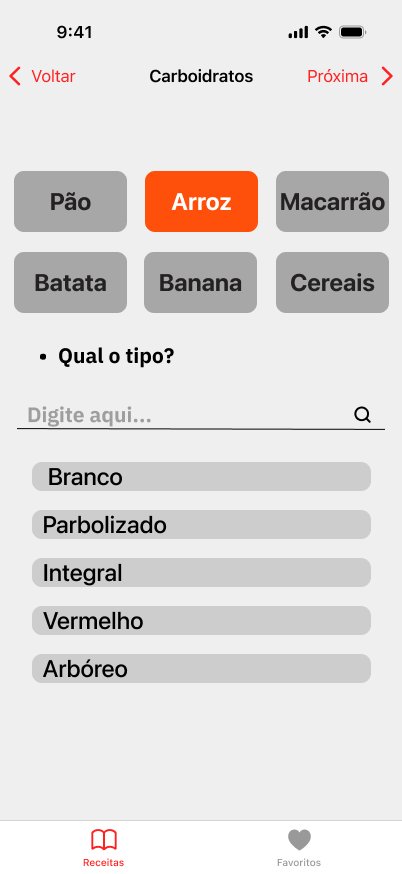 9:41
Voltar Carboidratos Próxima
Pão Arroz Macarrão
Batata Banana Cereais
• Qual o tipo?
Digite aqui...
Branco
Parbolizado
Integral
Vermelho
Arbóreo
Receitas Favoritos